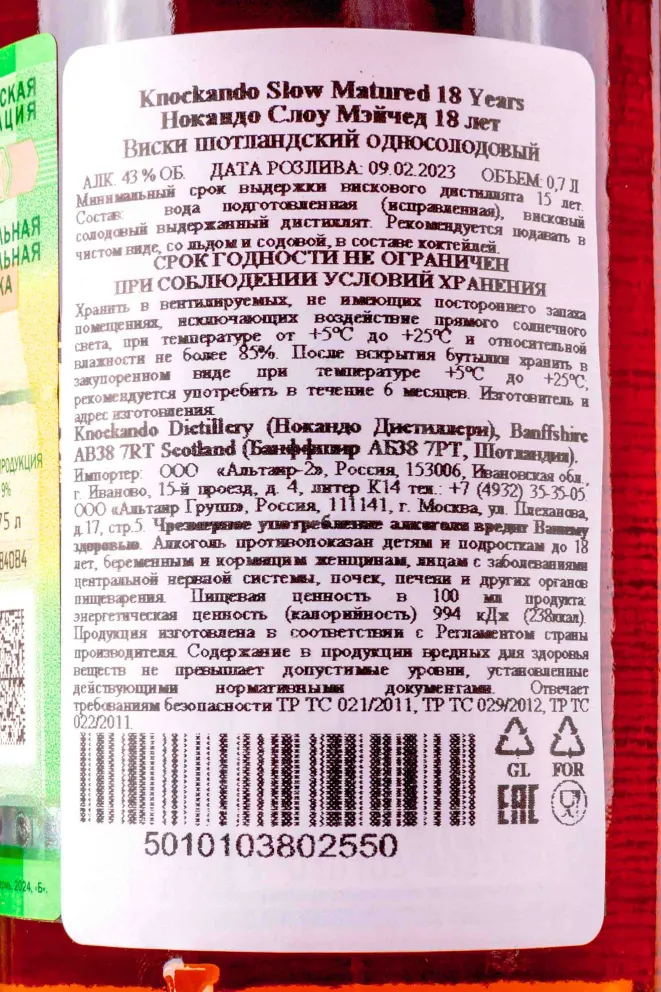 СКАЯ
ЦИЯ
ЛЬНАЯ
ЛЬНАЯ
КА
РОДУКЦИЯ
9%
75 л
84084
2024, «Б».
Knockando Slow Matured 18 Years
Нокандо Слоу Мэйчед 18 лет
Виски шотландский односолодовый
АЛК. 43 % ОБ. ДАТА РОЗЛИВА: 09.02.2023 ОБЪЕМ: 0,7 Л
Минимальный срок выдержки вискового дистиллята 15 лет.
Состав: вода подготовленная (исправленная), висковый
солодовый выдержанный дистиллят. Рекомендуется подавать в
чистом виде, со льдом и содовой, в составе коктейлей.
СРОК ГОДНОСТИ НЕ ОГРАНИЧЕН
ПРИ СОБЛЮДЕНИИ УСЛОВИЙ ХРАНЕНИЯ
Хранить в вентилируемых, не имеющих постороннего запаха
помещениях, исключающих воздействие прямого солнечного
света, при температуре от +5°С до +25°С и относительной
влажности не более 85%. После вскрытия бутылки хранить в
закупоренном виде при температуре +5°С до +25°С,
рекомендуется употребить в течение 6 месяцев. Изготовитель и
адрес изготовления:
Knockando Dictillery (Нокандо Дистиллери), Banffshire
AB38 7RT Scotland (Банффшир АБ38 7РТ, Шотландия).
Импортер: ООО «Альтаир-2», Россия, 153006, Ивановская обл.,
г. Иваново, 15-й проезд, д. 4, литер К14 тел.: +7 (4932) 35-35-05
ООО «Альтаир Групп», Россия, 111141, г. Москва, ул. Плеханова,
д.17, стр.5. Чрезмерное употребление алкоголя вредит Вашему
здоровью. Алкоголь противопоказан детям и подросткам до 18
лет, беременным и кормящим женщинам, лицам с заболеваниями
центральной нервной системы, почек, печени и других органов
пищеварения. Пищевая ценность в 100 мл продукта:
энергетическая ценность (калорийность) 994 кДж (238ккал).
Продукция изготовлена в соответствии с Регламентом страны
производителя. Содержание в продукции вредных для здоровья
веществ не превышает допустимые уровни, установленные
действующими нормативными документами. Отвечает
требованиям безопасности ТР ТС 021/2011, ТР ТС 029/2012, ТР ТС
022/2011.
GL FOR
EAC
5010103802550